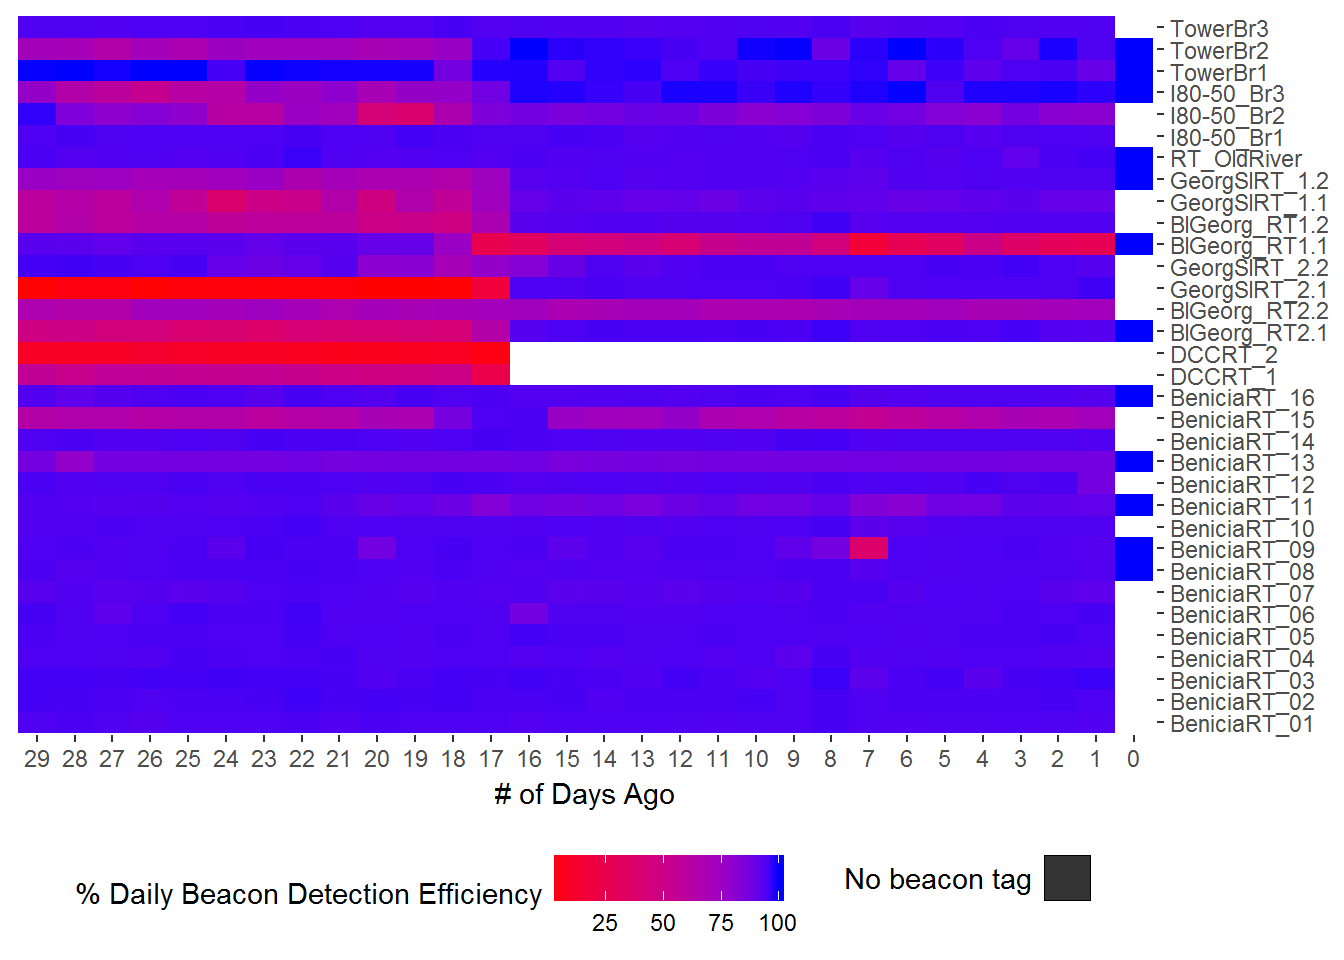 TowerBr3
TowerBr2
TowerBr1
I80-50_Br3
I80-50_Br2
I80-50_Br1
RT_OldRiver
GeorgSlRT_1.2
GeorgSlRT_1.1
BlGeorg_RT1.2
BlGeorg_RT1.1
GeorgSlRT_2.2
GeorgSlRT_2.1
BlGeorg_RT2.2
BlGeorg_RT2.1
DCCRT_2
DCCRT_1
BeniciaRT_16
BeniciaRT_15
BeniciaRT_14
BeniciaRT_13
BeniciaRT_12
BeniciaRT_11
BeniciaRT_10
BeniciaRT_09
BeniciaRT_08
BeniciaRT_07
BeniciaRT_06
BeniciaRT_05
BeniciaRT_04
BeniciaRT_03
BeniciaRT_02
BeniciaRT_01
29 28 27 26 25 24 23 22 21 20 19 18 17 16 15 14 13 12 11 10 9 8 7 6 5 4 3 2 1 0
# of Days Ago
% Daily Beacon Detection Efficiency
25 50 75 100
No beacon tag